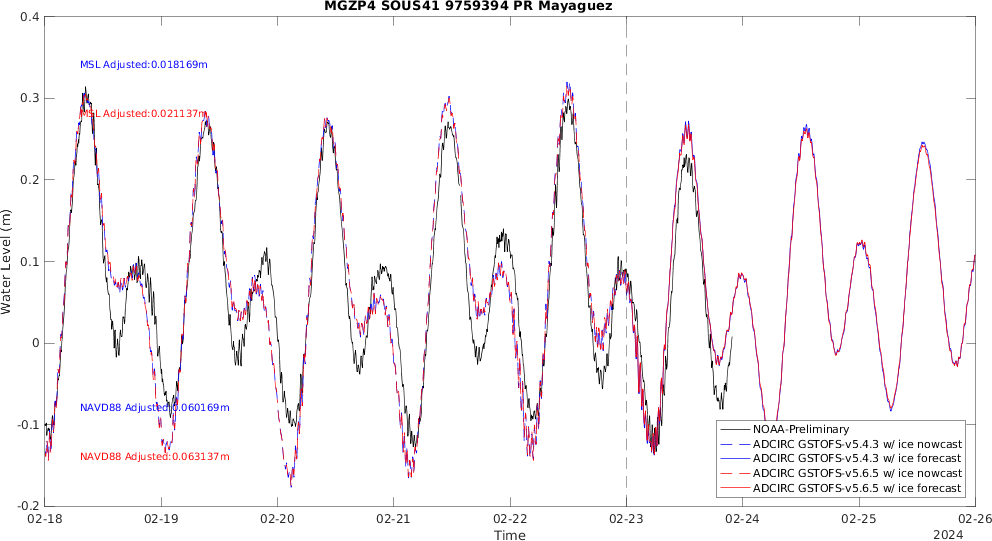 MGZP4 SOUS41 9759394 PR Mayaguez
0.4
MSL Adjusted:0.018169m
0.3
MSL Adjusted:0.021137m
0.2
0.1
Water Level (m)
0
NAVD88 Adjusted:0.060169m
-0.1
NAVD88 Adjusted:0.063137m
-0.2
NOAA-Preliminary
ADCIRC GSTOFS-v5.4.3 w/ ice nowcast
ADCIRC GSTOFS-v5.4.3 w/ ice forecast
ADCIRC GSTOFS-v5.6.5 w/ ice nowcast
ADCIRC GSTOFS-v5.6.5 w/ ice forecast
02-18 02-19 02-20 02-21 02-22 02-23 02-24 02-25 02-26
Time
2024